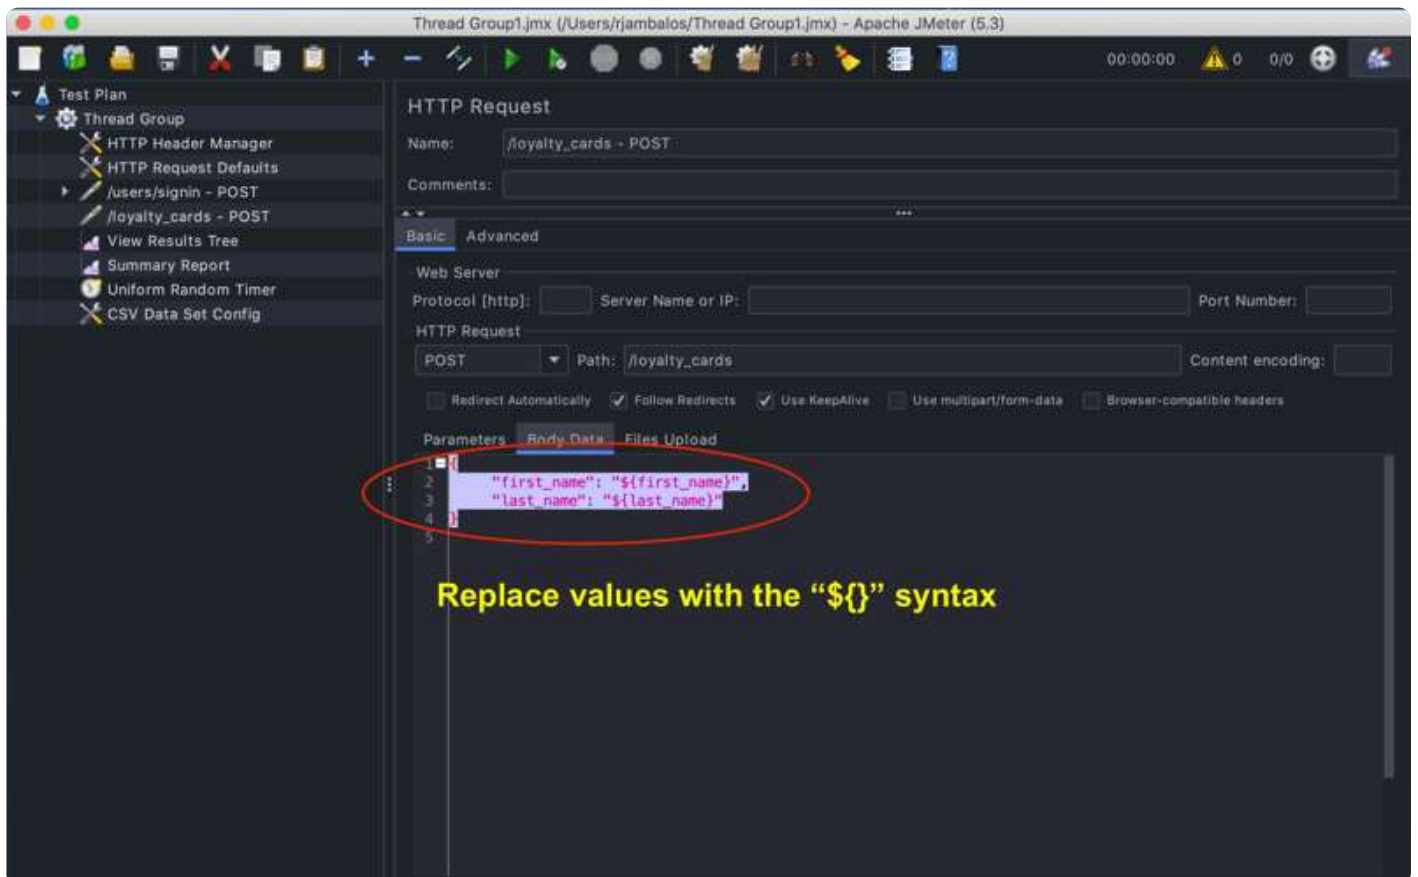 Thread Group1.jmx (/Users/rjambalos/Thread Group1.jmx) - Apache JMeter (5.3)
00:00:00 0 0/0
Test Plan
Thread Group
HTTP Header Manager
HTTP Request Defaults
/users/signin - POST
/loyalty_cards - POST
View Results Tree
Summary Report
Uniform Random Timer
CSV Data Set Config
HTTP Request
Name: /loyalty_cards - POST
Comments:
Basic Advanced
Web Server
Protocol [http]: Server Name or IP: Port Number:
HTTP Request
POST Path: /loyalty_cards Content encoding:
Redirect Automatically Follow Redirects Use KeepAlive Use multipart/form-data Browser-compatible headers
Parameters Body Data Files Upload
1 {
2 "first_name": "${first_name}",
3 "last_name": "${last_name}"
4 }
5
Replace values with the “${}” syntax